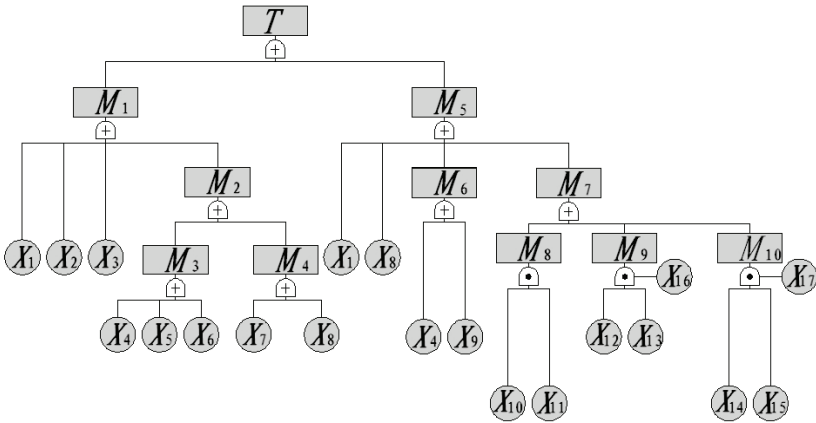 T
+
M1 M5
+ +
M2 M6 M7
+ + +
X1 X2 X3 M3 M4 X1 X8 M8 M9 M10
+ + • • X16 • X17
X4 X5 X6 X7 X8 X4 X9 X12 X13
X10 X11 X14 X15